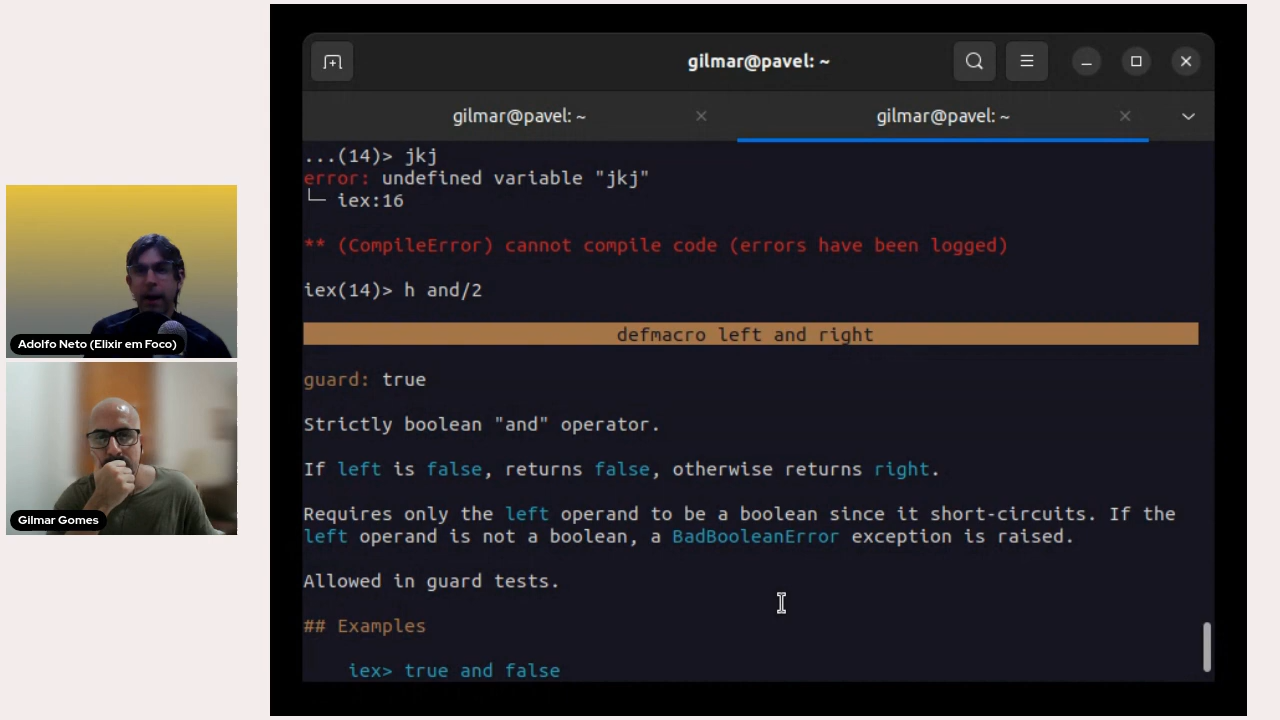 gilmar@pavel: ~
gilmar@pavel: ~
gilmar@pavel: ~
...(14)> jkj
error: undefined variable "jkj"
└─ iex:16
** (CompileError) cannot compile code (errors have been logged)
iex(14)> h and/2
defmacro left and right
guard: true
Strictly boolean "and" operator.
If left is false, returns false, otherwise returns right.
Requires only the left operand to be a boolean since it short-circuits. If the
left operand is not a boolean, a BadBooleanError exception is raised.
Allowed in guard tests.
## Examples
iex> true and false
Adolfo Neto (Elixir em Foco)
Gilmar Gomes